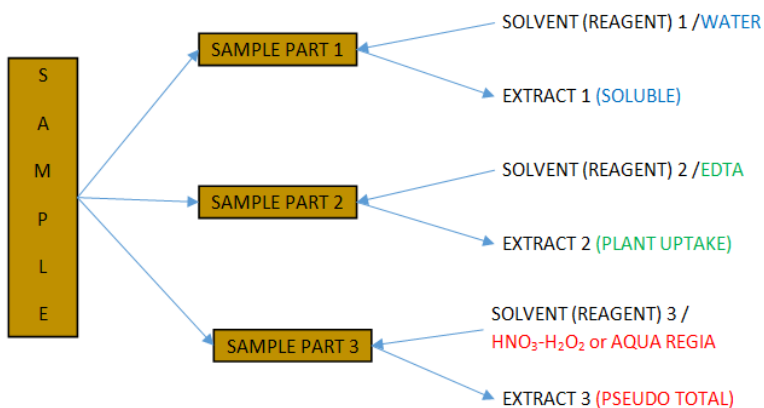 S
A
M
P
L
E
SAMPLE PART 1
SOLVENT (REAGENT) 1 /WATER
EXTRACT 1 (SOLUBLE)
SAMPLE PART 2
SOLVENT (REAGENT) 2 /EDTA
EXTRACT 2 (PLANT UPTAKE)
SAMPLE PART 3
SOLVENT (REAGENT) 3 /
HNO₃-H₂O₂ or AQUA REGIA
EXTRACT 3 (PSEUDO TOTAL)